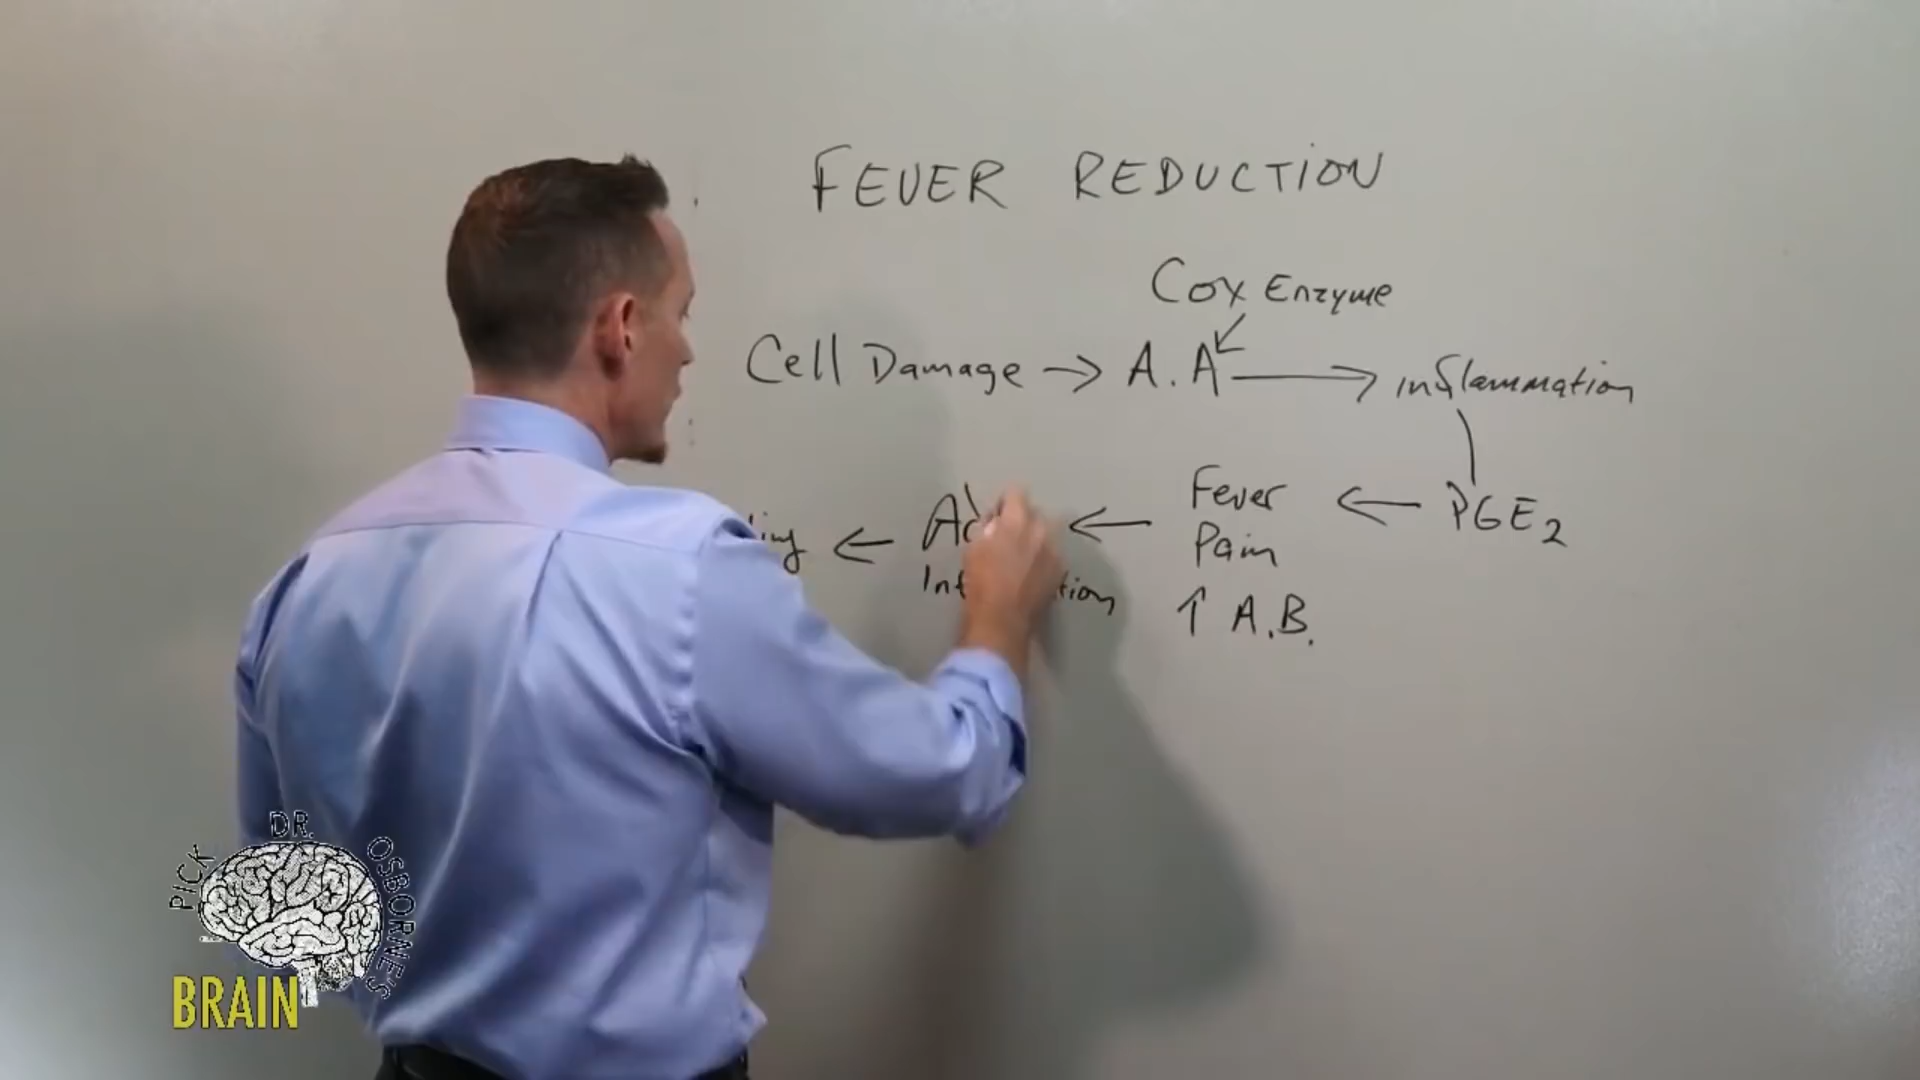 FEVER REDUCTION
Cox Enzyme
Cell Damage → A.A → inflammation
← Fever ← PGE2
Pain
↑ A.B.
PICK DR. OSBORNE'S
BRAIN